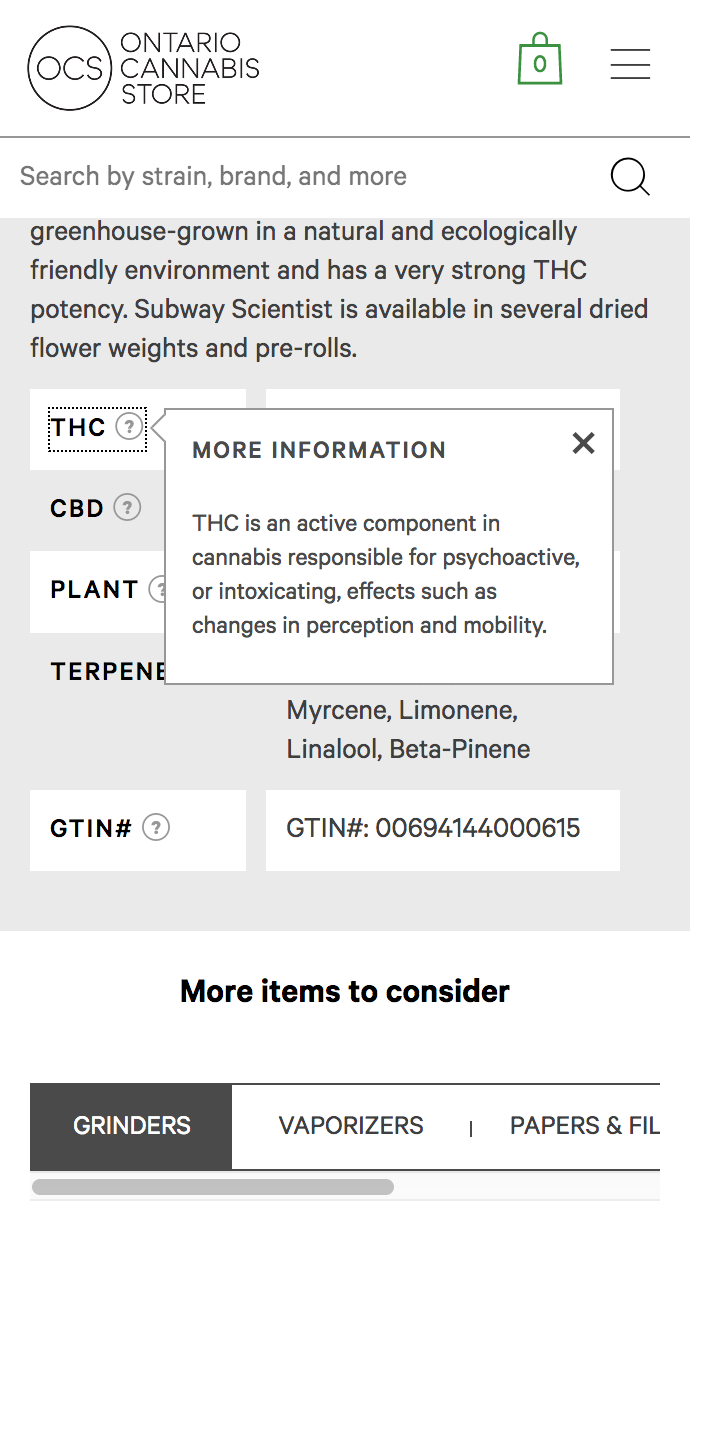 OCS
ONTARIO
CANNABIS
STORE
0
Search by strain, brand, and more
greenhouse-grown in a natural and ecologically
friendly environment and has a very strong THC
potency. Subway Scientist is available in several dried
flower weights and pre-rolls.
THC ?
MORE INFORMATION
THC is an active component in
cannabis responsible for psychoactive,
or intoxicating, effects such as
changes in perception and mobility.
CBD ?
PLANT ?
TERPENE
Myrcene, Limonene,
Linalool, Beta-Pinene
GTIN# ?
GTIN#: 00694144000615
More items to consider
GRINDERS
VAPORIZERS
PAPERS & FIL